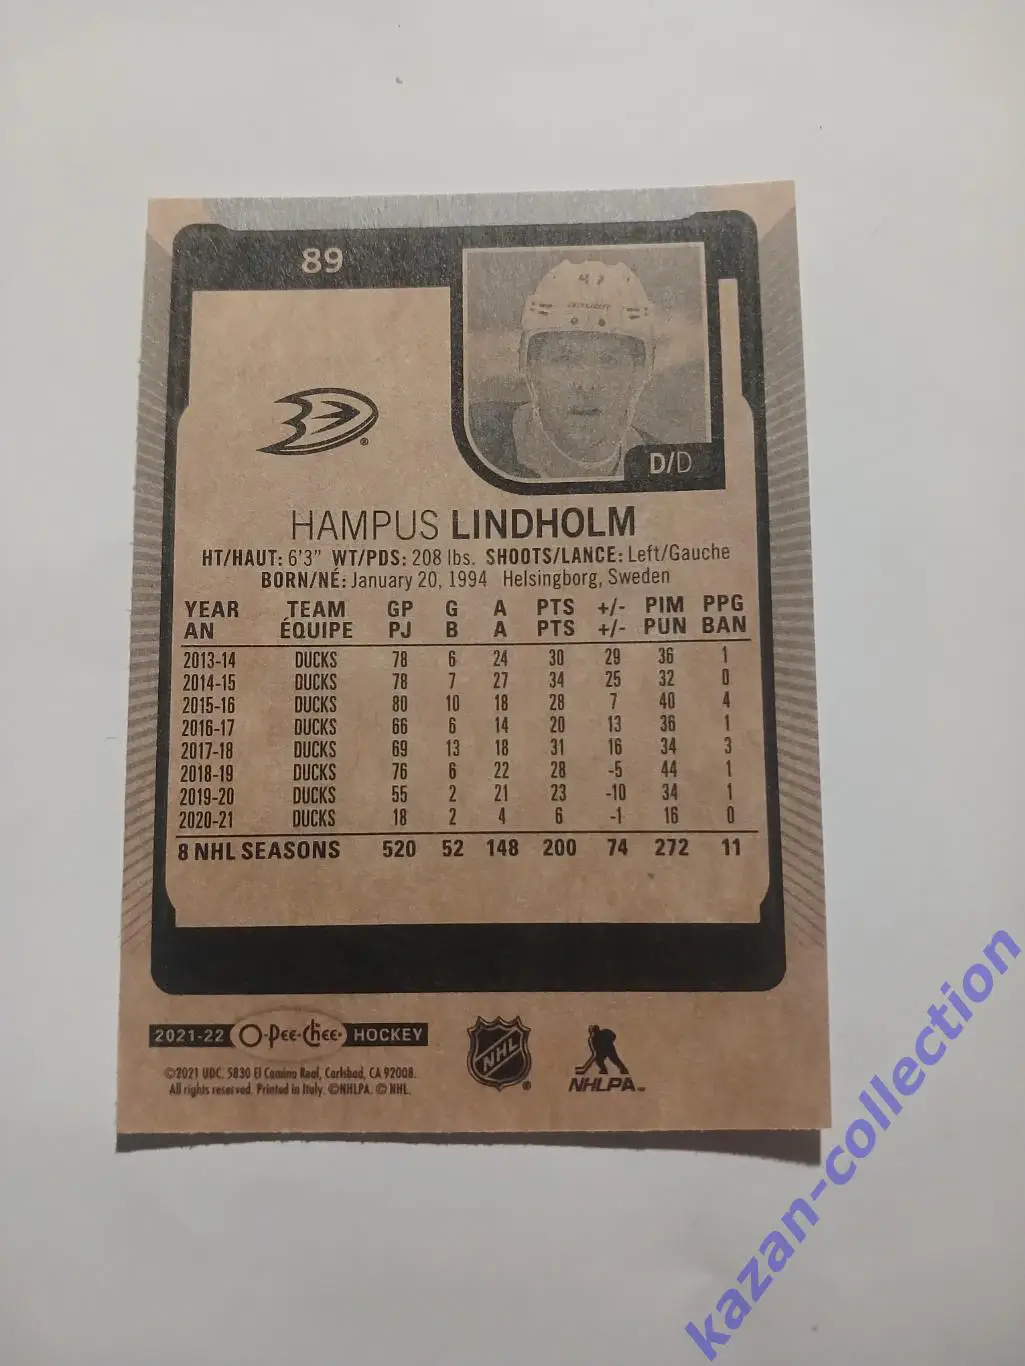 89
47
BAUER
D/D
HAMPUS LINDHOLM
HT/HAUT: 6'3" WT/PDS: 208 lbs. SHOOTS/LANCE: Left/Gauche
BORN/NÉ: January 20, 1994 Helsingborg, Sweden
YEAR TEAM GP G A PTS +/- PIM PPG
AN ÉQUIPE PJ B A PTS +/- PUN BAN
2013-14 DUCKS 78 6 24 30 29 36 1
2014-15 DUCKS 78 7 27 34 25 32 0
2015-16 DUCKS 80 10 18 28 7 40 4
2016-17 DUCKS 66 6 14 20 13 36 1
2017-18 DUCKS 69 13 18 31 16 34 3
2018-19 DUCKS 76 6 22 28 -5 44 1
2019-20 DUCKS 55 2 21 23 -10 34 1
2020-21 DUCKS 18 2 4 6 -1 16 0
8 NHL SEASONS 520 52 148 200 74 272 11
2021-22 O-Pee-Chee HOCKEY
NHL ®
NHLPA™
©2021 UDC. 5830 El Camino Real, Carlsbad, CA 92008.
All rights reserved. Printed in Italy. ©NHLPA. © NHL.
kazan-collection